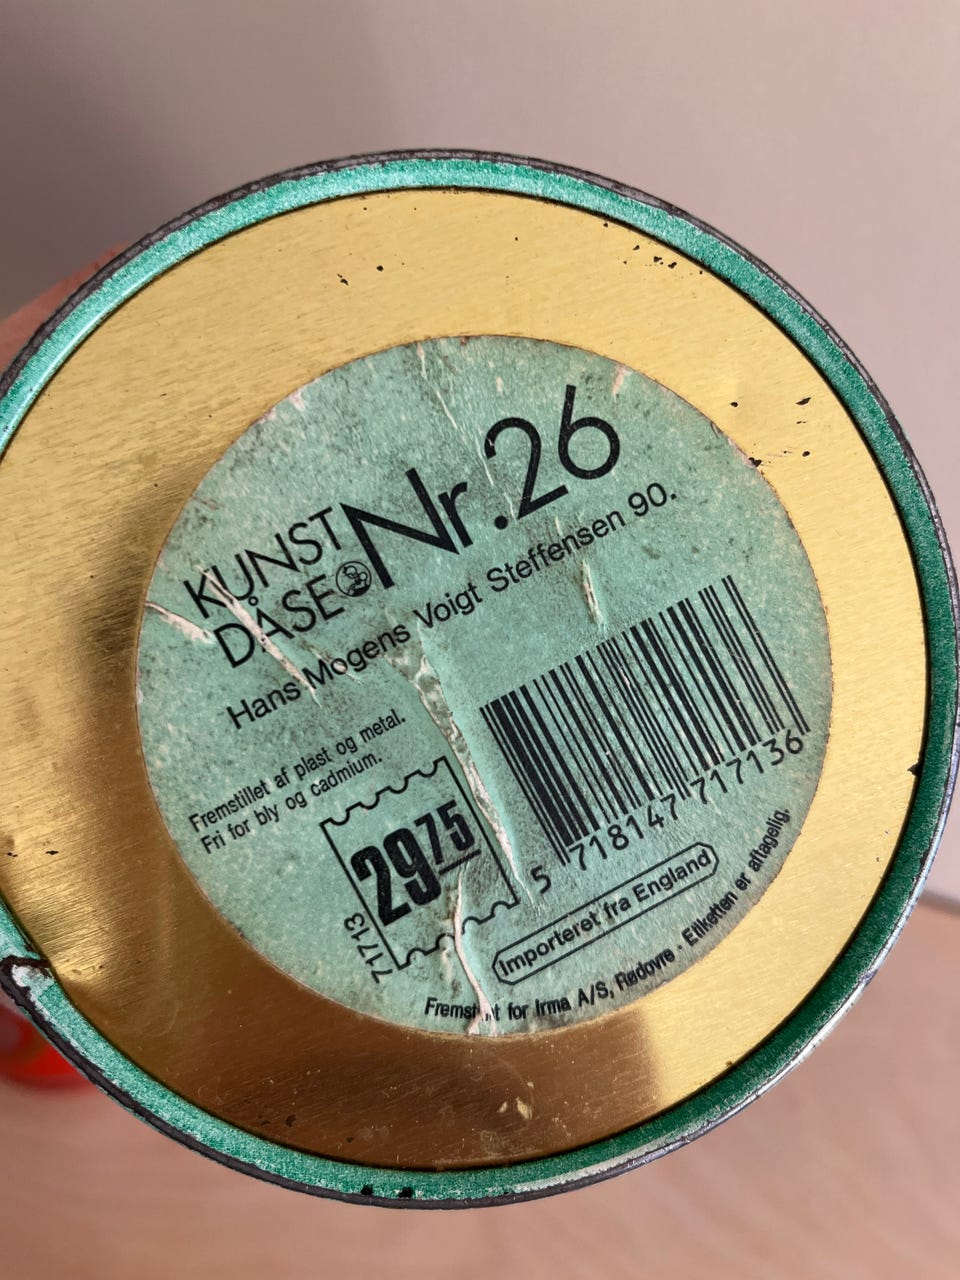 KUNST
DÅSE Nr.26
Hans Mogens Voigt Steffensen 90.
Fremstillet af plast og metal.
Fri for bly og cadmium.
29 75
71713
5 718147 717136
Importeret fra England
Fremstillet for Irma A/S, Rødovre - Etiketten er aftagelig.